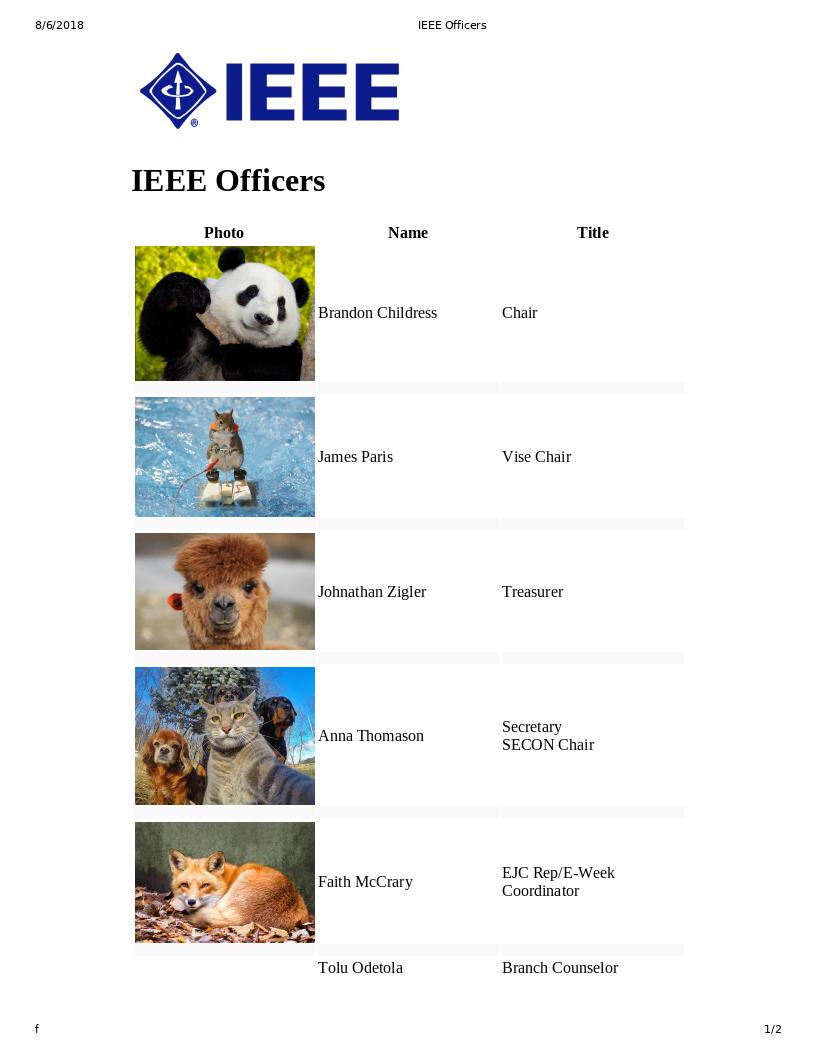 8/6/2018 IEEE Officers
IEEE
®
IEEE Officers
Photo Name Title
Brandon Childress Chair
James Paris Vise Chair
Johnathan Zigler Treasurer
Anna Thomason Secretary
SECON Chair
Faith McCrary EJC Rep/E-Week
Coordinator
Tolu Odetola Branch Counselor
f 1/2